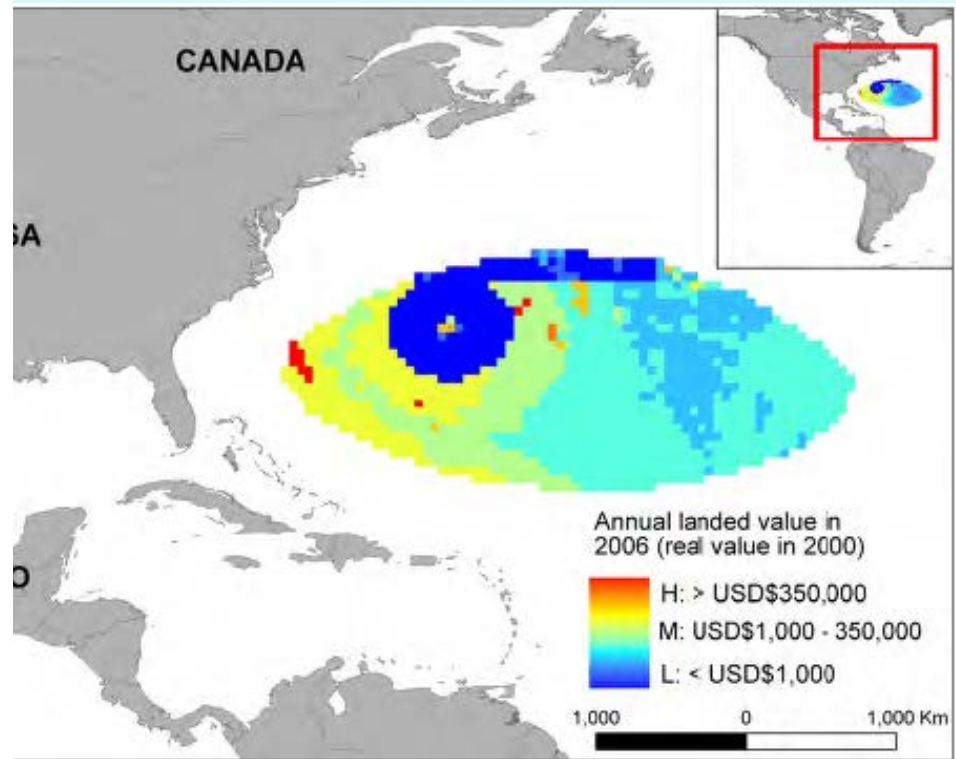 CANADA
SA
O
Annual landed value in
2006 (real value in 2000)
H: > USD$350,000
M: USD$1,000 - 350,000
L: < USD$1,000
1,000 0 1,000 Km